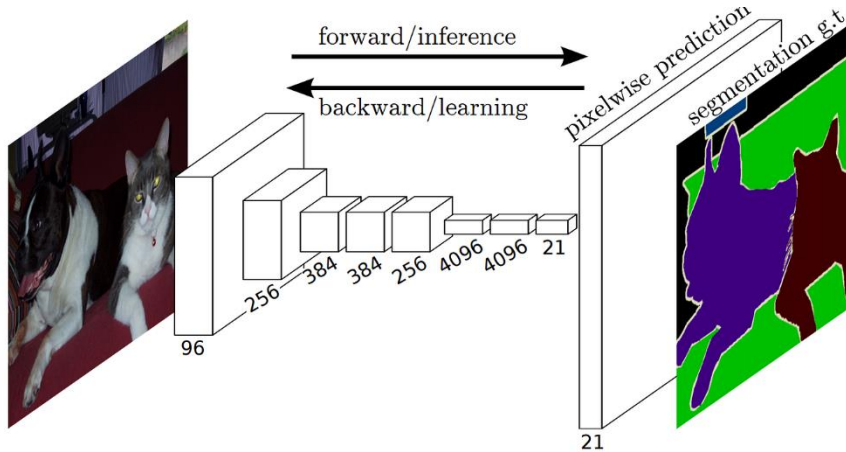 forward/inference
backward/learning
pixelwise prediction
segmentation g.t.
96
256
384
384
256
4096
4096
21
21